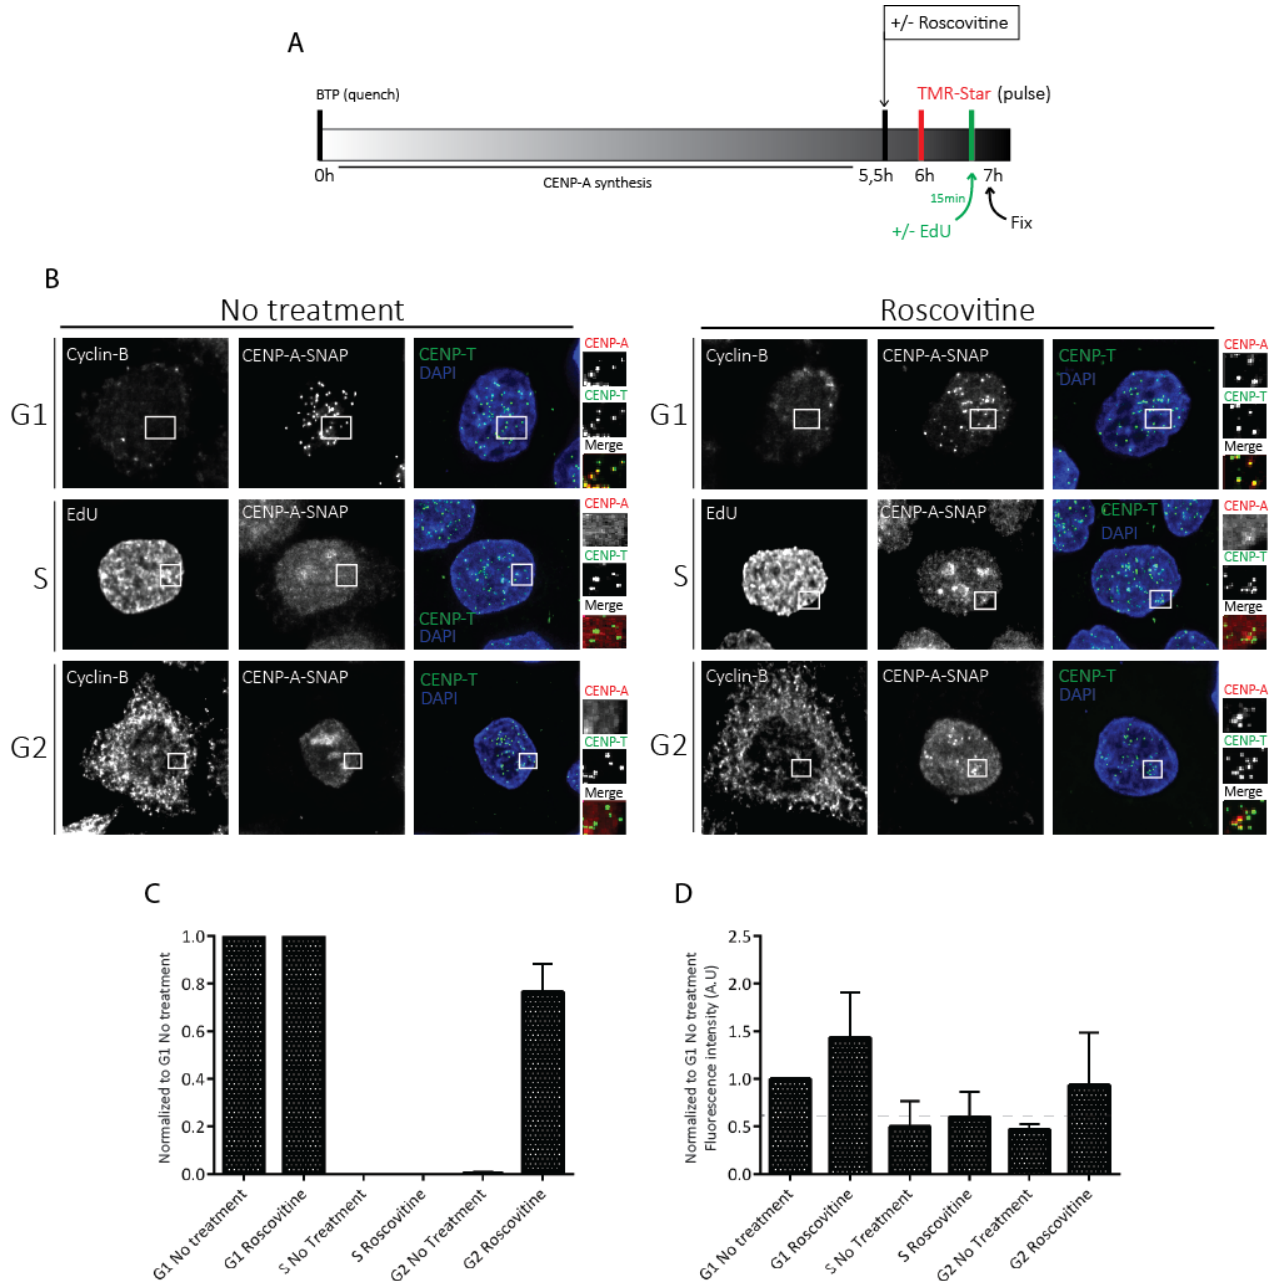 A
+/- Roscovitine
BTP (quench)
TMR-Star (pulse)
0h
CENP-A synthesis
5,5h
6h
7h
15min
+/- EdU
Fix
B
No treatment
Roscovitine
G1
Cyclin-B
CENP-A-SNAP
CENP-T
DAPI
CENP-A
CENP-T
Merge
G1
Cyclin-B
CENP-A-SNAP
CENP-T
DAPI
CENP-A
CENP-T
Merge
S
EdU
CENP-A-SNAP
CENP-T
DAPI
CENP-A
CENP-T
Merge
S
EdU
CENP-A-SNAP
CENP-T
DAPI
CENP-A
CENP-T
Merge
G2
Cyclin-B
CENP-A-SNAP
CENP-T
DAPI
CENP-A
CENP-T
Merge
G2
Cyclin-B
CENP-A-SNAP
CENP-T
DAPI
CENP-A
CENP-T
Merge
C
Normalized to G1 No treatment
1.0
0.8
0.6
0.4
0.2
0.0
G1 No treatment
G1 Roscovitine
S No Treatment
S Roscovitine
G2 No Treatment
G2 Roscovitine
D
Normalized to G1 No treatment
Fluorescence intensity (A.U)
2.5
2.0
1.5
1.0
0.5
0.0
G1 No treatment
G1 Roscovitine
S No Treatment
S Roscovitine
G2 No Treatment
G2 Roscovitine